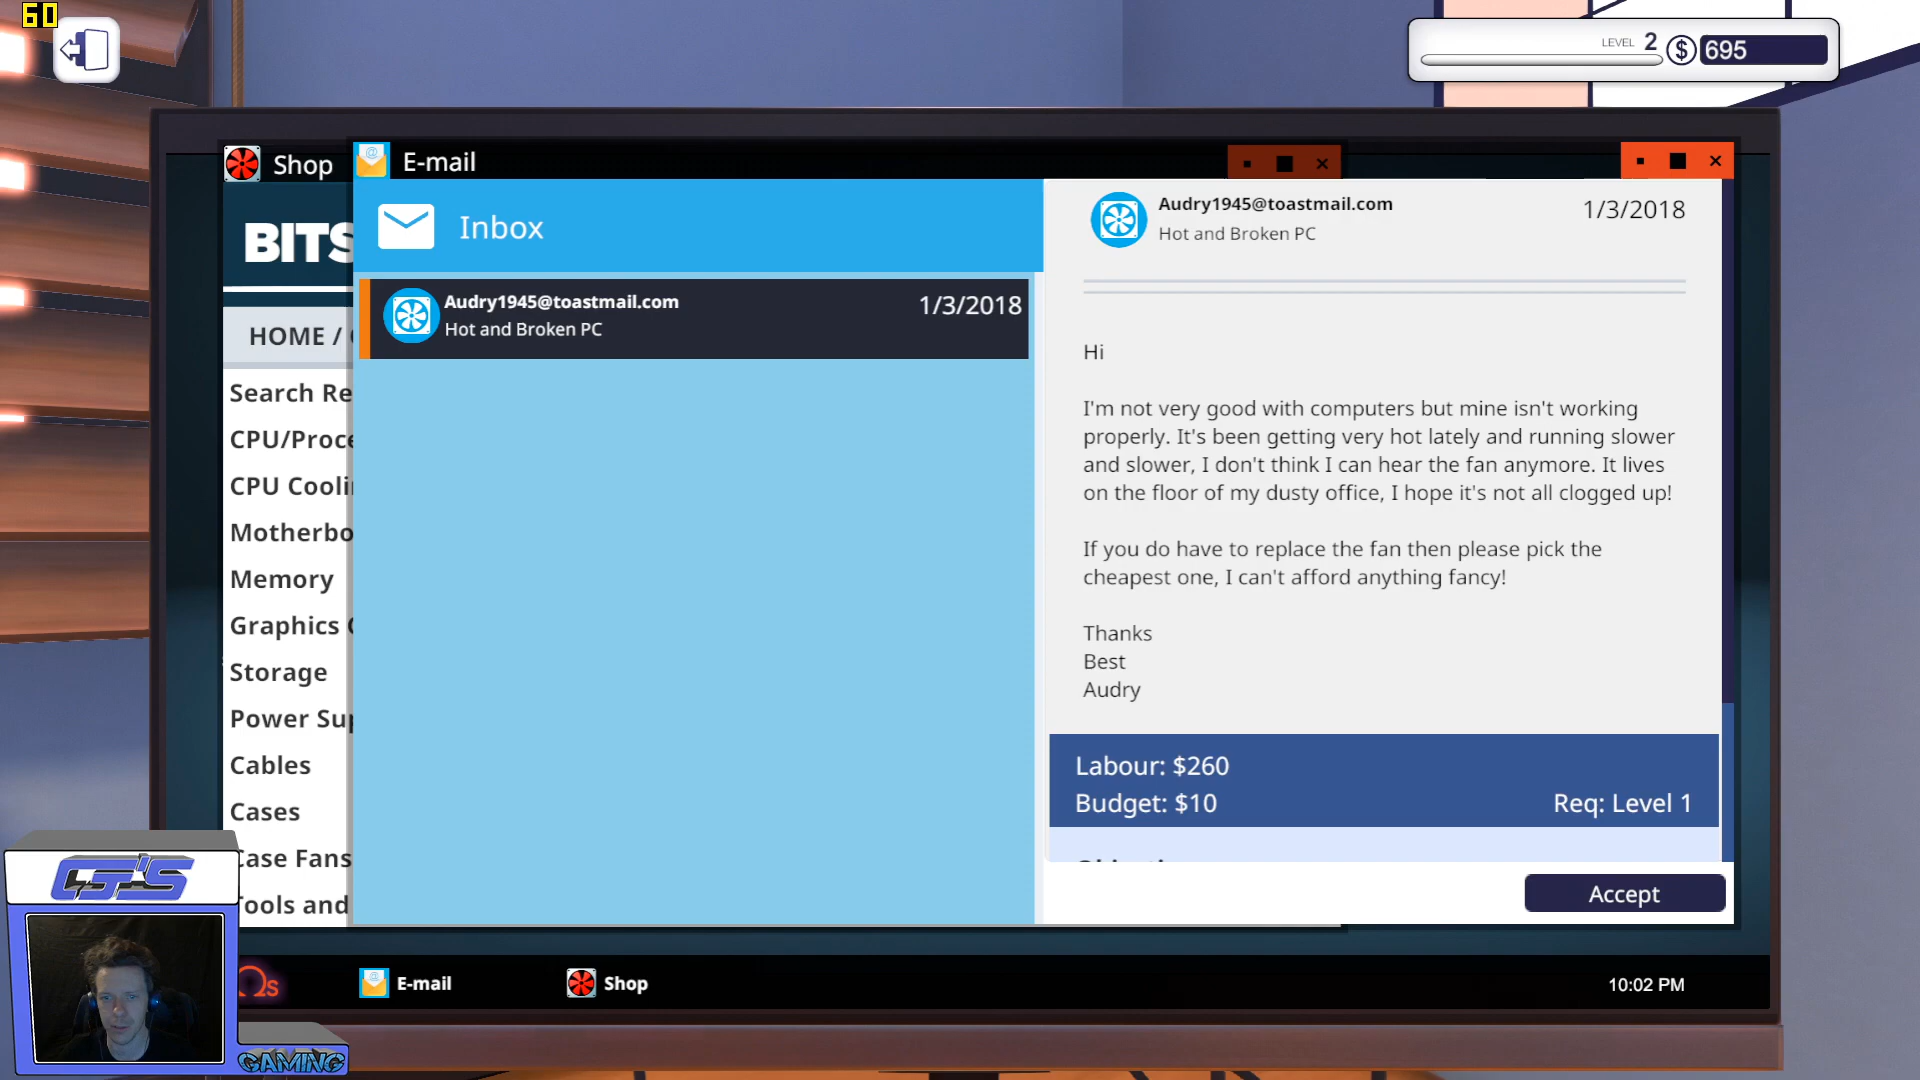 60
LEVEL 2 $ 695
Shop
E-mail
BITS
HOME /
Search Re
CPU/Proce
CPU Cooli
Motherbo
Memory
Graphics
Storage
Power Sup
Cables
Cases
Case Fans
Tools and
Inbox
Audry1945@toastmail.com 1/3/2018
Hot and Broken PC
Audry1945@toastmail.com 1/3/2018
Hot and Broken PC
Hi
I'm not very good with computers but mine isn't working
properly. It's been getting very hot lately and running slower
and slower, I don't think I can hear the fan anymore. It lives
on the floor of my dusty office, I hope it's not all clogged up!
If you do have to replace the fan then please pick the
cheapest one, I can't afford anything fancy!
Thanks
Best
Audry
Labour: $260
Budget: $10 Req: Level 1
Accept
E-mail
Shop
10:02 PM
GAMING